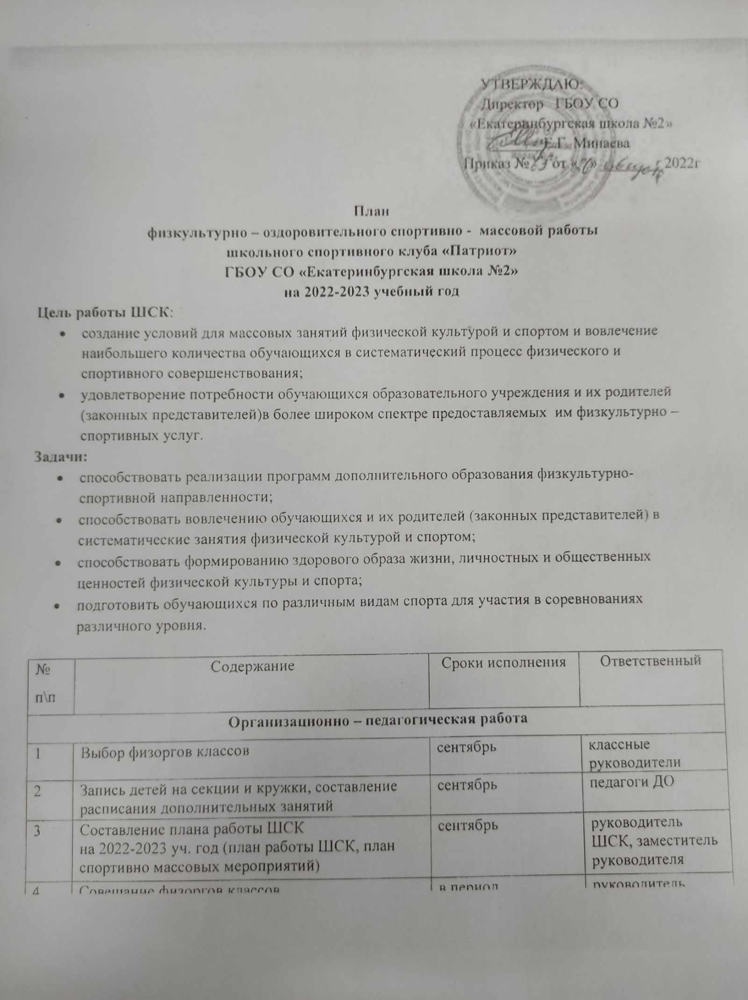 УТВЕРЖДАЮ:
Директор ГБОУ СО
«Екатеринбургская школа №2»
Е.Г. Минаева
Приказ № от « » август 2022г
План
физкультурно – оздоровительного спортивно - массовой работы
школьного спортивного клуба «Патриот»
ГБОУ СО «Екатеринбургская школа №2»
на 2022-2023 учебный год
Цель работы ШСК:
• создание условий для массовых занятий физической культурой и спортом и вовлечение
наибольшего количества обучающихся в систематический процесс физического и
спортивного совершенствования;
• удовлетворение потребности обучающихся образовательного учреждения и их родителей
(законных представителей)в более широком спектре предоставляемых им физкультурно –
спортивных услуг.
Задачи:
• способствовать реализации программ дополнительного образования физкультурно-
спортивной направленности;
• способствовать вовлечению обучающихся и их родителей (законных представителей) в
систематические занятия физической культурой и спортом;
• способствовать формированию здорового образа жизни, личностных и общественных
ценностей физической культуры и спорта;
• подготовить обучающихся по различным видам спорта для участия в соревнованиях
различного уровня.
№ Содержание Сроки исполнения Ответственный
п\п
Организационно – педагогическая работа
1 Выбор физоргов классов сентябрь классные
руководители
2 Запись детей на секции и кружки, составление сентябрь педагоги ДО
расписания дополнительных занятий
3 Составление плана работы ШСК сентябрь руководитель
на 2022-2023 уч. год (план работы ШСК, план ШСК, заместитель
спортивно массовых мероприятий) руководителя
4 Совещание физоргов классов в период руководитель